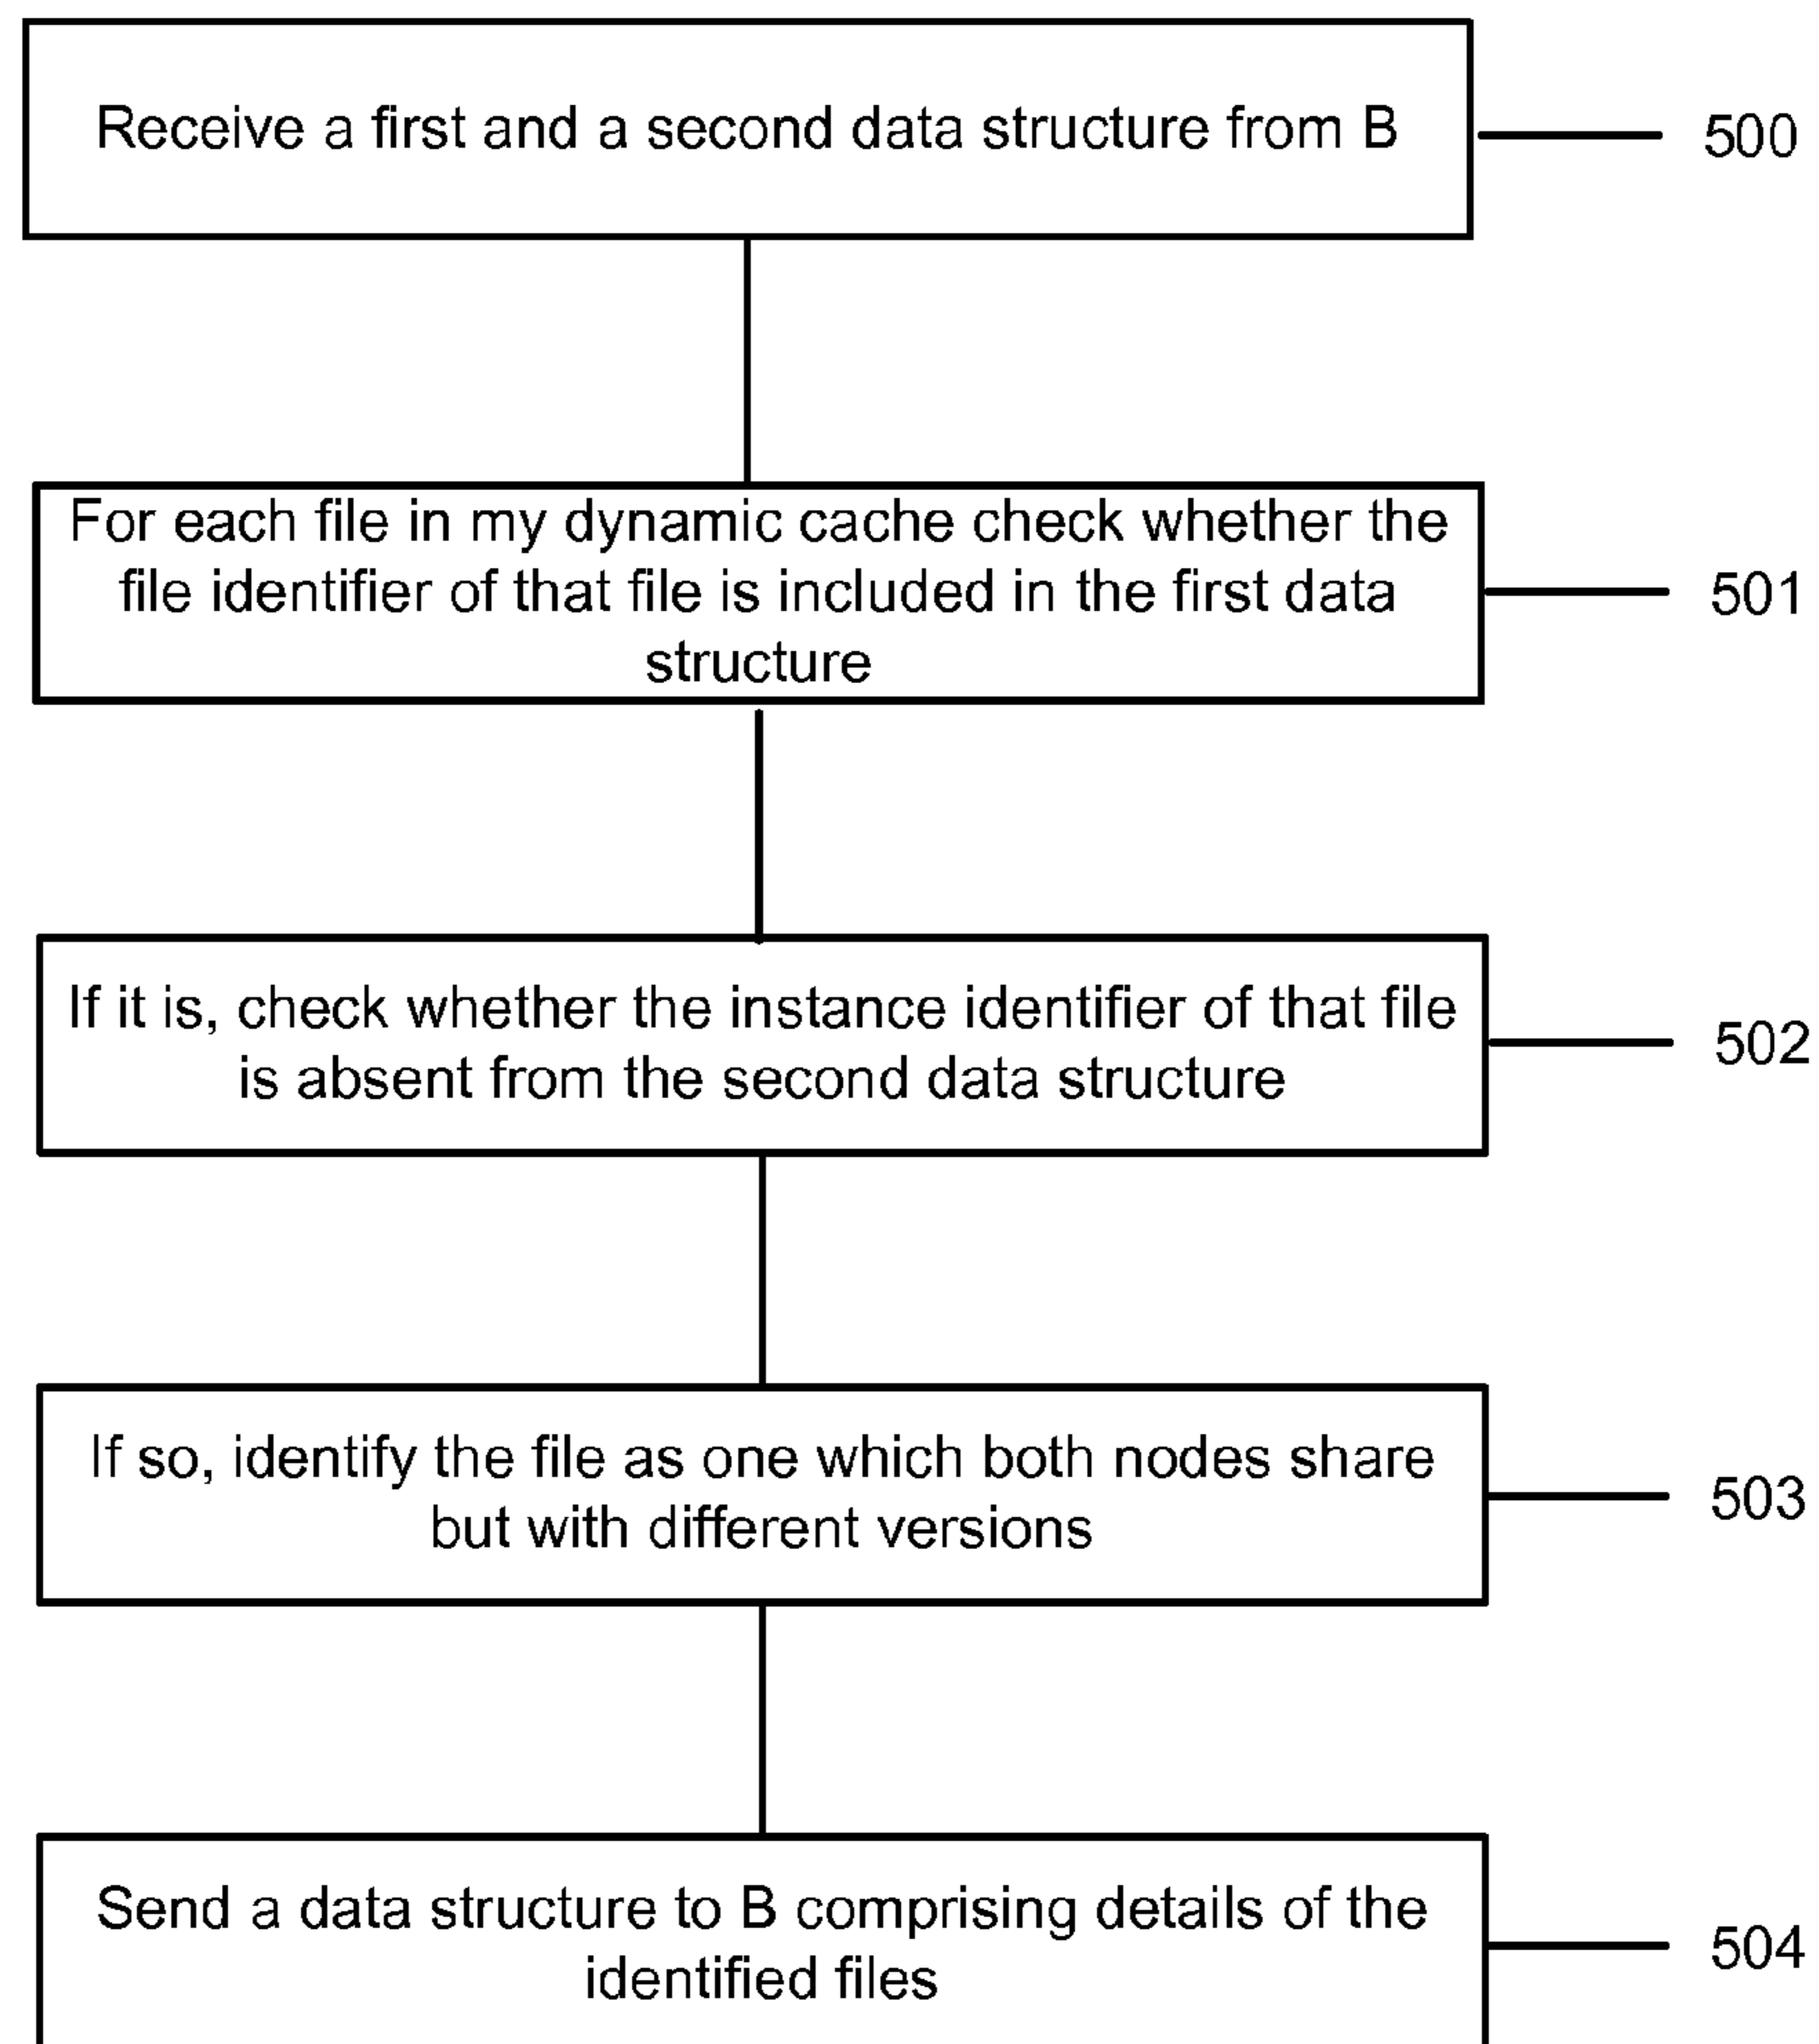 Receive a first and a second data structure from B
500
For each file in my dynamic cache check whether the
file identifier of that file is included in the first data
structure
501
If it is, check whether the instance identifier of that file
is absent from the second data structure
502
If so, identify the file as one which both nodes share
but with different versions
503
Send a data structure to B comprising details of the
identified files
504